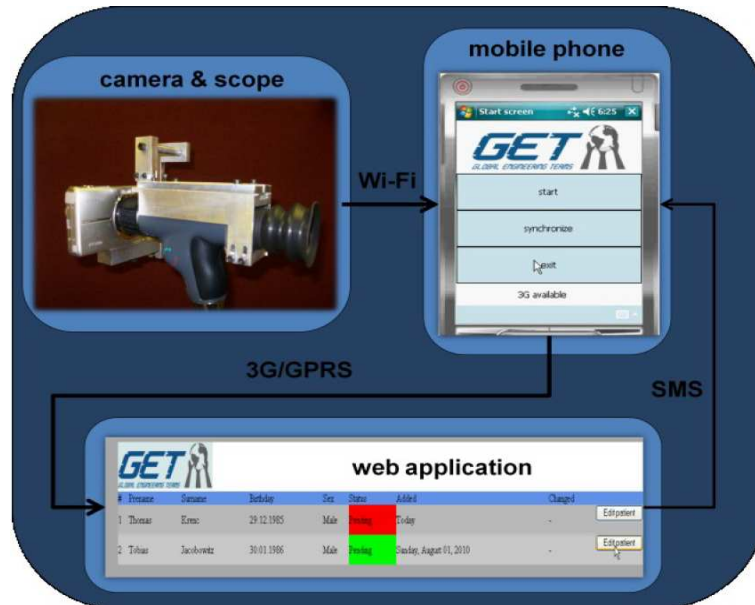 camera & scope
mobile phone
Wi-Fi
Start screen 6:25
GET
GLOBAL ENGINEERING TEAMS
start
synchronize
exit
3G available
3G/GPRS
SMS
GET
GLOBAL ENGINEERING TEAMS
web application
# Prename Surname Birthday Sex Status Added Changed
1 Thomas 29.12.1985 Male Pending Today - Edit patient
2 Tobias Jacobowitz 30.01.1986 Male Pending Sunday, August 01, 2010 - Edit patient